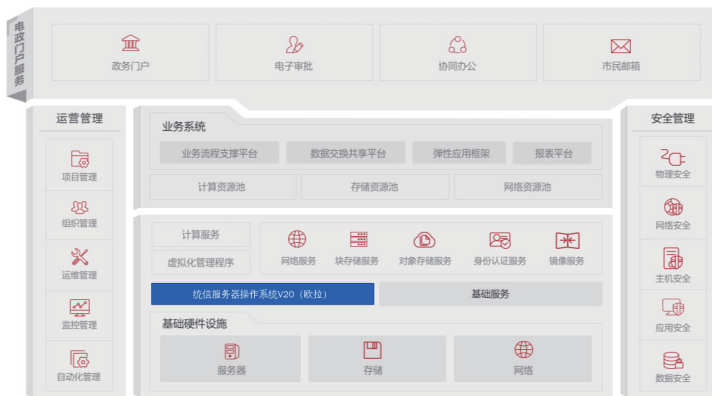 电政门户服务
政务门户
电子审批
协同办公
市民邮箱
运营管理
项目管理
组织管理
运维管理
监控管理
自动化管理
业务系统
业务流程支撑平台
数据交换共享平台
弹性应用框架
报表平台
计算资源池
存储资源池
网络资源池
计算服务
虚拟化管理程序
网络服务
块存储服务
对象存储服务
身份认证服务
镜像服务
统信服务器操作系统V20（欧拉）
基础服务
基础硬件设施
服务器
存储
网络
安全管理
物理安全
网络安全
主机安全
应用安全
数据安全